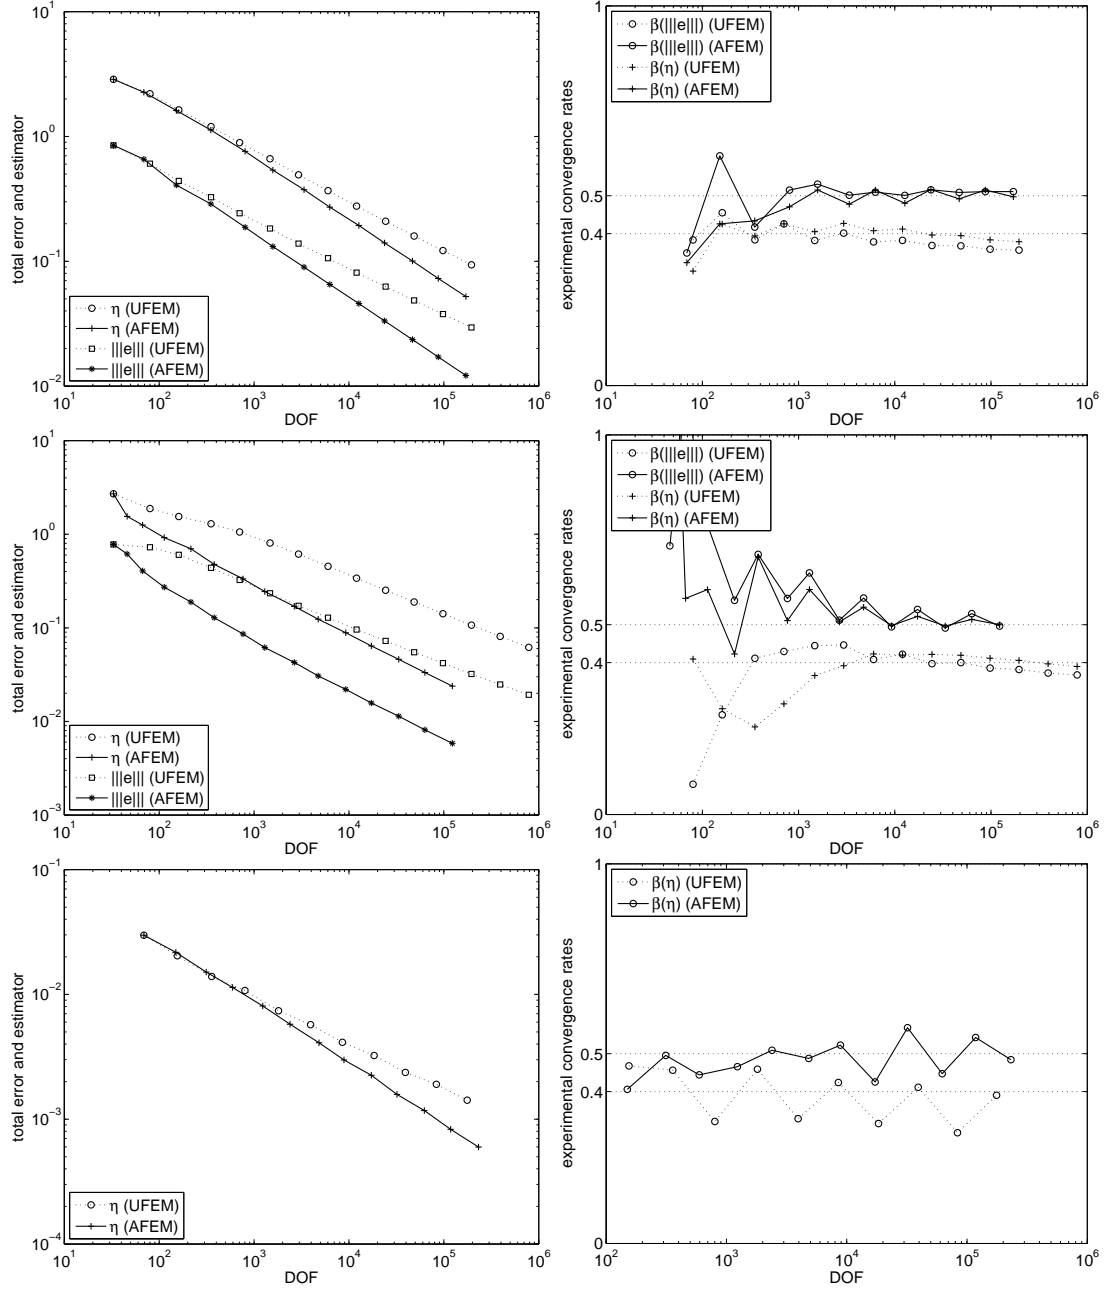 10^1
10^0
10^-1
10^-2
total error and estimator
η (UFEM)
η (AFEM)
|||e||| (UFEM)
|||e||| (AFEM)
10^1 10^2 10^3 10^4 10^5 10^6
DOF
1
0.5
0.4
0
experimental convergence rates
β(|||e|||) (UFEM)
β(|||e|||) (AFEM)
β(η) (UFEM)
β(η) (AFEM)
10^1 10^2 10^3 10^4 10^5 10^6
DOF
10^1
10^0
10^-1
10^-2
10^-3
total error and estimator
η (UFEM)
η (AFEM)
|||e||| (UFEM)
|||e||| (AFEM)
10^1 10^2 10^3 10^4 10^5 10^6
DOF
1
0.5
0.4
0
experimental convergence rates
β(|||e|||) (UFEM)
β(|||e|||) (AFEM)
β(η) (UFEM)
β(η) (AFEM)
10^1 10^2 10^3 10^4 10^5 10^6
DOF
10^-1
10^-2
10^-3
10^-4
total error and estimator
η (UFEM)
η (AFEM)
10^1 10^2 10^3 10^4 10^5 10^6
DOF
1
0.5
0.4
0
experimental convergence rates
β(η) (UFEM)
β(η) (AFEM)
10^2 10^3 10^4 10^5 10^6
DOF